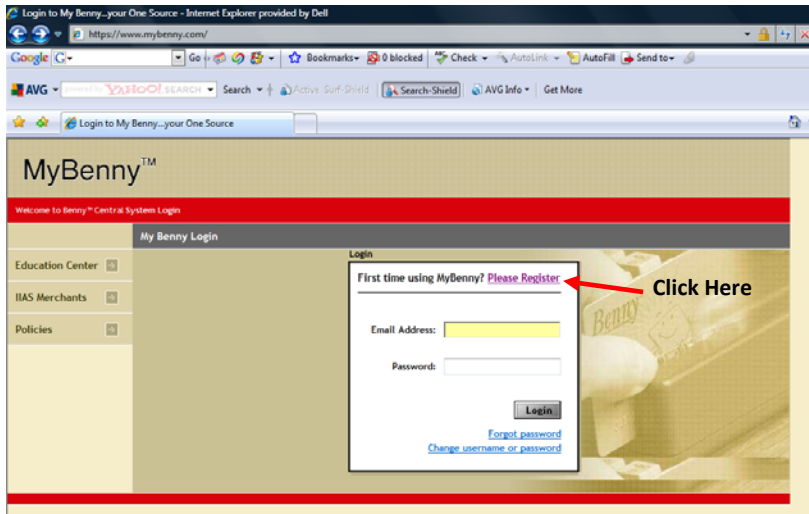 Login to My Benny...your One Source - Internet Explorer provided by Dell
https://www.mybenny.com/
Google G Go Bookmarks 0 blocked Check AutoLink AutoFill Send to
AVG YAHOO! SEARCH Search Active Surf-Shield Search-Shield AVG Info Get More
Login to My Benny...your One Source
MyBenny™
Welcome to Benny™ Central System Login
My Benny Login
Login
Education Center
First time using MyBenny? Please Register
Click Here
IIAS Merchants
Benny
Policies
Email Address:
Password:
Login
Forgot password
Change username or password